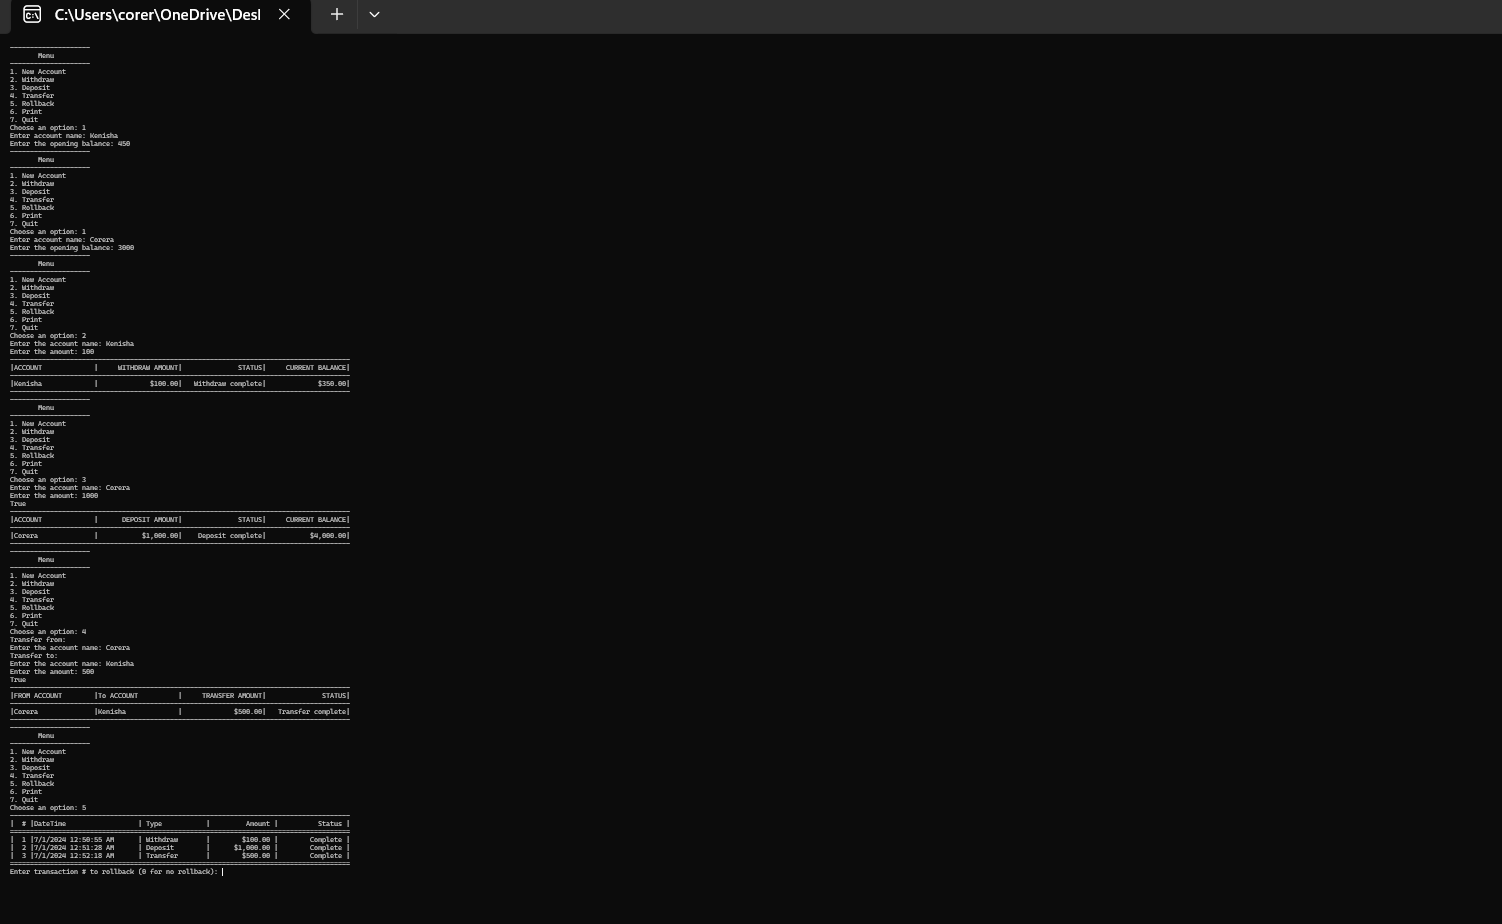 C:\Users\corer\OneDrive\Desl
--------------------
Menu
--------------------
1. New Account
2. Withdraw
3. Deposit
4. Transfer
5. Rollback
6. Print
7. Quit
Choose an option: 1
Enter account name: Kenisha
Enter the opening balance: 450
--------------------
Menu
--------------------
1. New Account
2. Withdraw
3. Deposit
4. Transfer
5. Rollback
6. Print
7. Quit
Choose an option: 1
Enter account name: Corera
Enter the opening balance: 3000
--------------------
Menu
--------------------
1. New Account
2. Withdraw
3. Deposit
4. Transfer
5. Rollback
6. Print
7. Quit
Choose an option: 2
Enter the account name: Kenisha
Enter the amount: 100
|ACCOUNT | WITHDRAW AMOUNT| STATUS| CURRENT BALANCE|
|Kenisha | $100.00| Withdraw complete| $350.00|
--------------------
Menu
--------------------
1. New Account
2. Withdraw
3. Deposit
4. Transfer
5. Rollback
6. Print
7. Quit
Choose an option: 3
Enter the account name: Corera
Enter the amount: 1000
True
|ACCOUNT | DEPOSIT AMOUNT| STATUS| CURRENT BALANCE|
|Corera | $1,000.00| Deposit complete| $4,000.00|
--------------------
Menu
--------------------
1. New Account
2. Withdraw
3. Deposit
4. Transfer
5. Rollback
6. Print
7. Quit
Choose an option: 4
Transfer from:
Enter the account name: Corera
Transfer to:
Enter the account name: Kenisha
Enter the amount: 500
True
|FROM ACCOUNT |To ACCOUNT | TRANSFER AMOUNT| STATUS|
|Corera |Kenisha | $500.00| Transfer complete|
--------------------
Menu
--------------------
1. New Account
2. Withdraw
3. Deposit
4. Transfer
5. Rollback
6. Print
7. Quit
Choose an option: 5
| # |DateTime | Type | Amount | Status |
| 1 |7/1/2024 12:50:55 AM | Withdraw | $100.00 | Complete |
| 2 |7/1/2024 12:51:28 AM | Deposit | $1,000.00 | Complete |
| 3 |7/1/2024 12:52:18 AM | Transfer | $500.00 | Complete |
Enter transaction # to rollback (0 for no rollback):